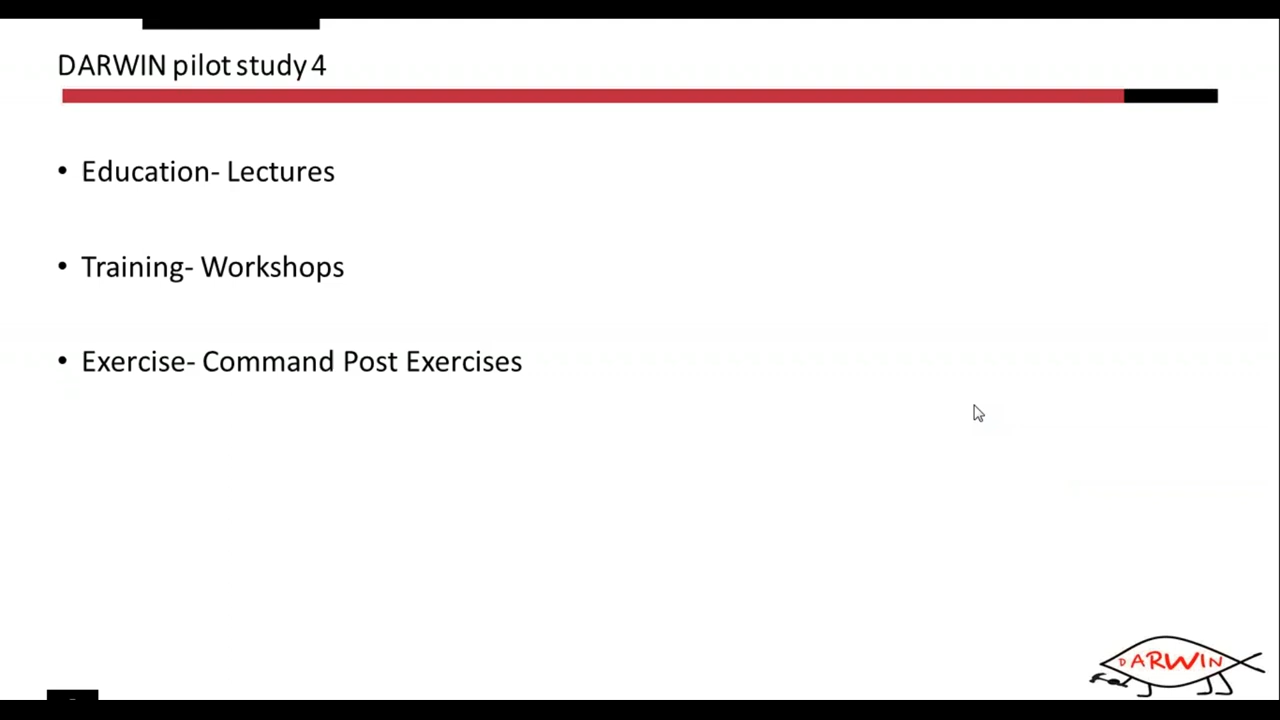 DARWIN pilot study 4
• Education- Lectures
• Training- Workshops
• Exercise- Command Post Exercises
DARWIN